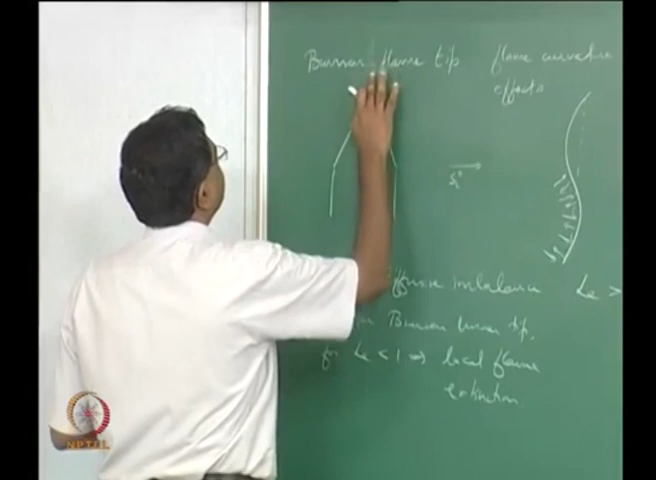 Bunsen flame tip flame curvature
effects
S_L°
diffusive imbalance Le >
Bunsen burner tip.
for Le < 1 ⇒ local flame
extinction
NPTEL